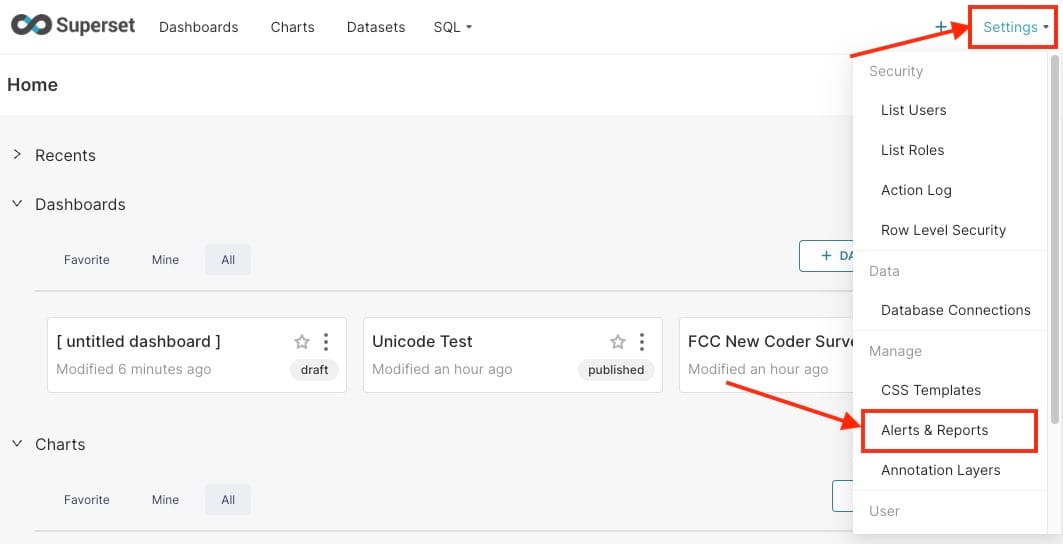 Superset Dashboards Charts Datasets SQL + Settings
Home
Security
List Users
List Roles
Action Log
Row Level Security
Data
Database Connections
Manage
CSS Templates
Alerts & Reports
Annotation Layers
User
Recents
Dashboards
Favorite Mine All
+ DA
[ untitled dashboard ]
Modified 6 minutes ago draft
Unicode Test
Modified an hour ago published
FCC New Coder Surve
Modified an hour ago
Charts
Favorite Mine All